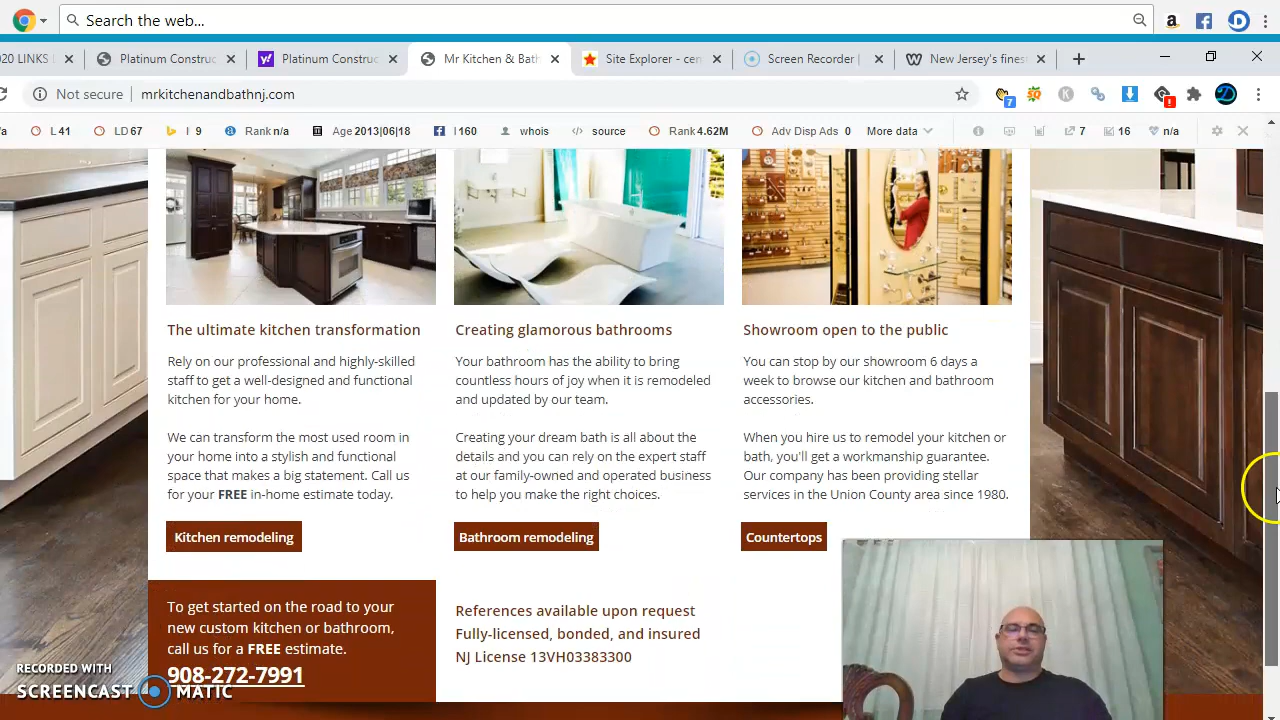 Search the web...
020 LINKS
Platinum Construc
Platinum Construc
Mr Kitchen & Bath
Site Explorer - cen
Screen Recorder |
New Jersey's finest
Not secure
mrkitchenandbathnj.com
7
/a
L 41
LD 67
I 9
Rank n/a
Age 2013|06|18
I 160
whois
source
Rank 4.62M
Adv Disp Ads 0
More data
7
16
n/a
The ultimate kitchen transformation
Rely on our professional and highly-skilled
staff to get a well-designed and functional
kitchen for your home.
We can transform the most used room in
your home into a stylish and functional
space that makes a big statement. Call us
for your FREE in-home estimate today.
Kitchen remodeling
Creating glamorous bathrooms
Your bathroom has the ability to bring
countless hours of joy when it is remodeled
and updated by our team.
Creating your dream bath is all about the
details and you can rely on the expert staff
at our family-owned and operated business
to help you make the right choices.
Bathroom remodeling
Showroom open to the public
You can stop by our showroom 6 days a
week to browse our kitchen and bathroom
accessories.
When you hire us to remodel your kitchen or
bath, you'll get a workmanship guarantee.
Our company has been providing stellar
services in the Union County area since 1980.
Countertops
To get started on the road to your
new custom kitchen or bathroom,
call us for a FREE estimate.
908-272-7991
References available upon request
Fully-licensed, bonded, and insured
NJ License 13VH03383300
RECORDED WITH
SCREENCAST MATIC